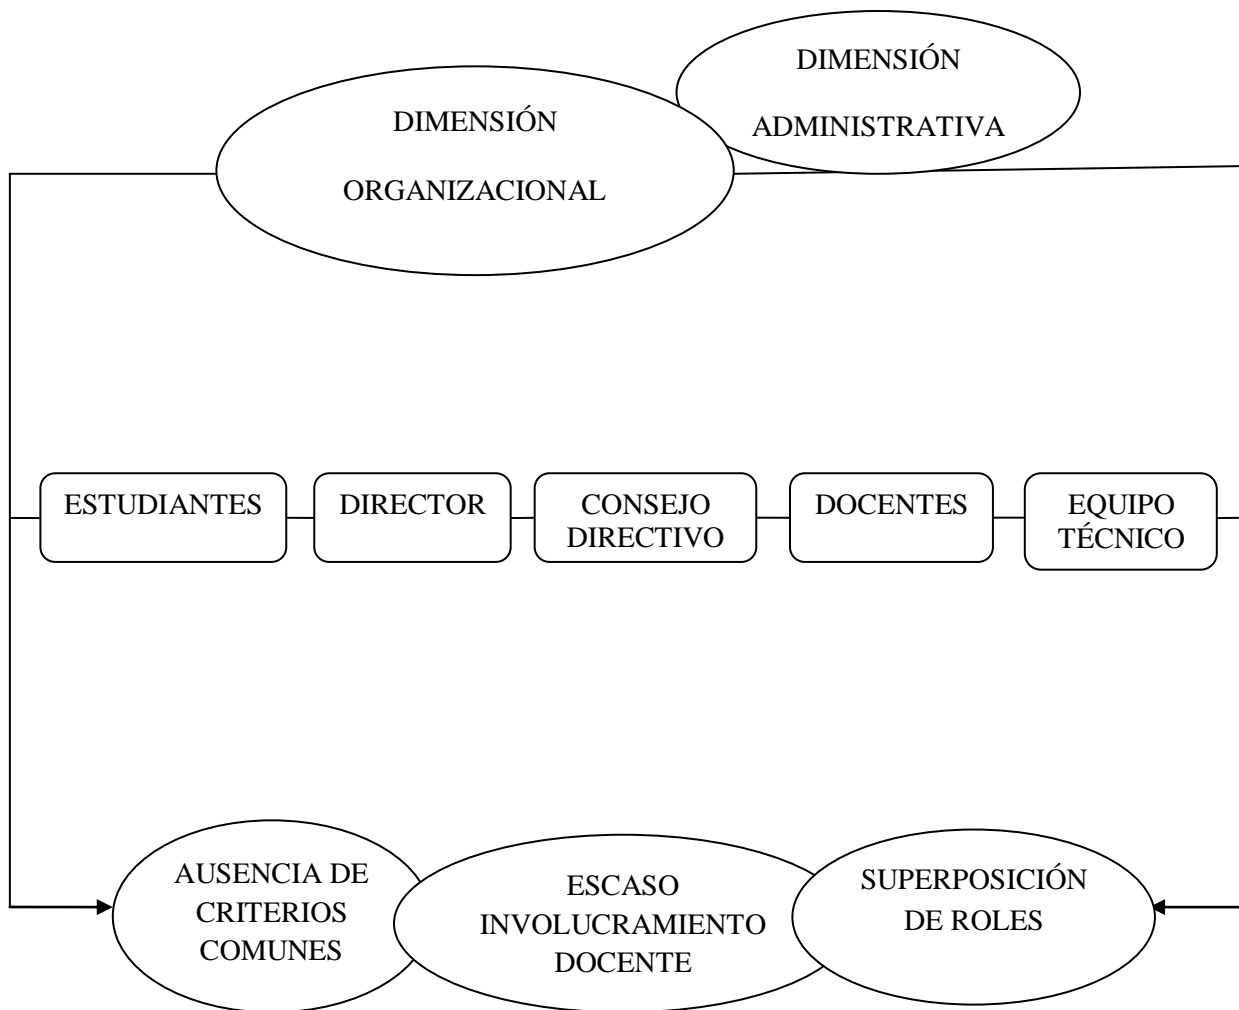 DIMENSIÓN
ADMINISTRATIVA
DIMENSIÓN
ORGANIZACIONAL
ESTUDIANTES
DIRECTOR
CONSEJO
DIRECTIVO
DOCENTES
EQUIPO
TÉCNICO
AUSENCIA DE
CRITERIOS
COMUNES
ESCASO
INVOLUCRAMIENTO
DOCENTE
SUPERPOSICIÓN
DE ROLES